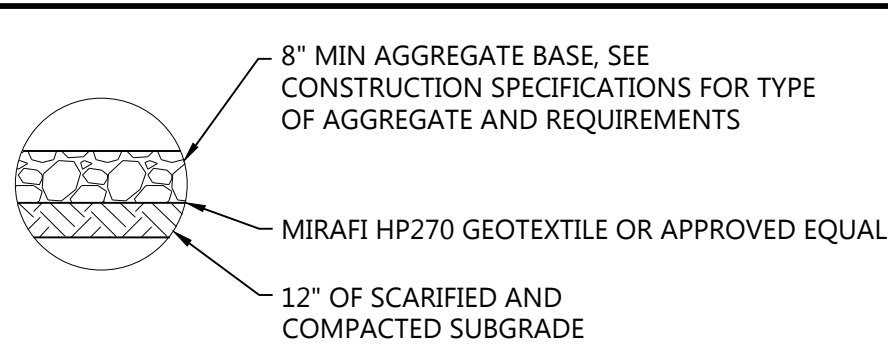 8" MIN AGGREGATE BASE, SEE
CONSTRUCTION SPECIFICATIONS FOR TYPE
OF AGGREGATE AND REQUIREMENTS
MIRAFI HP270 GEOTEXTILE OR APPROVED EQUAL
12" OF SCARIFIED AND
COMPACTED SUBGRADE